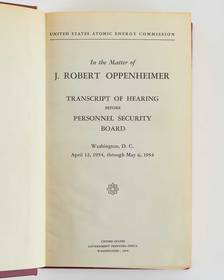 UNITED STATES ATOMIC ENERGY COMMISSION
In the Matter of
J. ROBERT OPPENHEIMER
TRANSCRIPT OF HEARING
BEFORE
PERSONNEL SECURITY
BOARD
Washington, D. C.
April 12, 1954, through May 6, 1954
UNITED STATES
GOVERNMENT PRINTING OFFICE
WASHINGTON : 1954